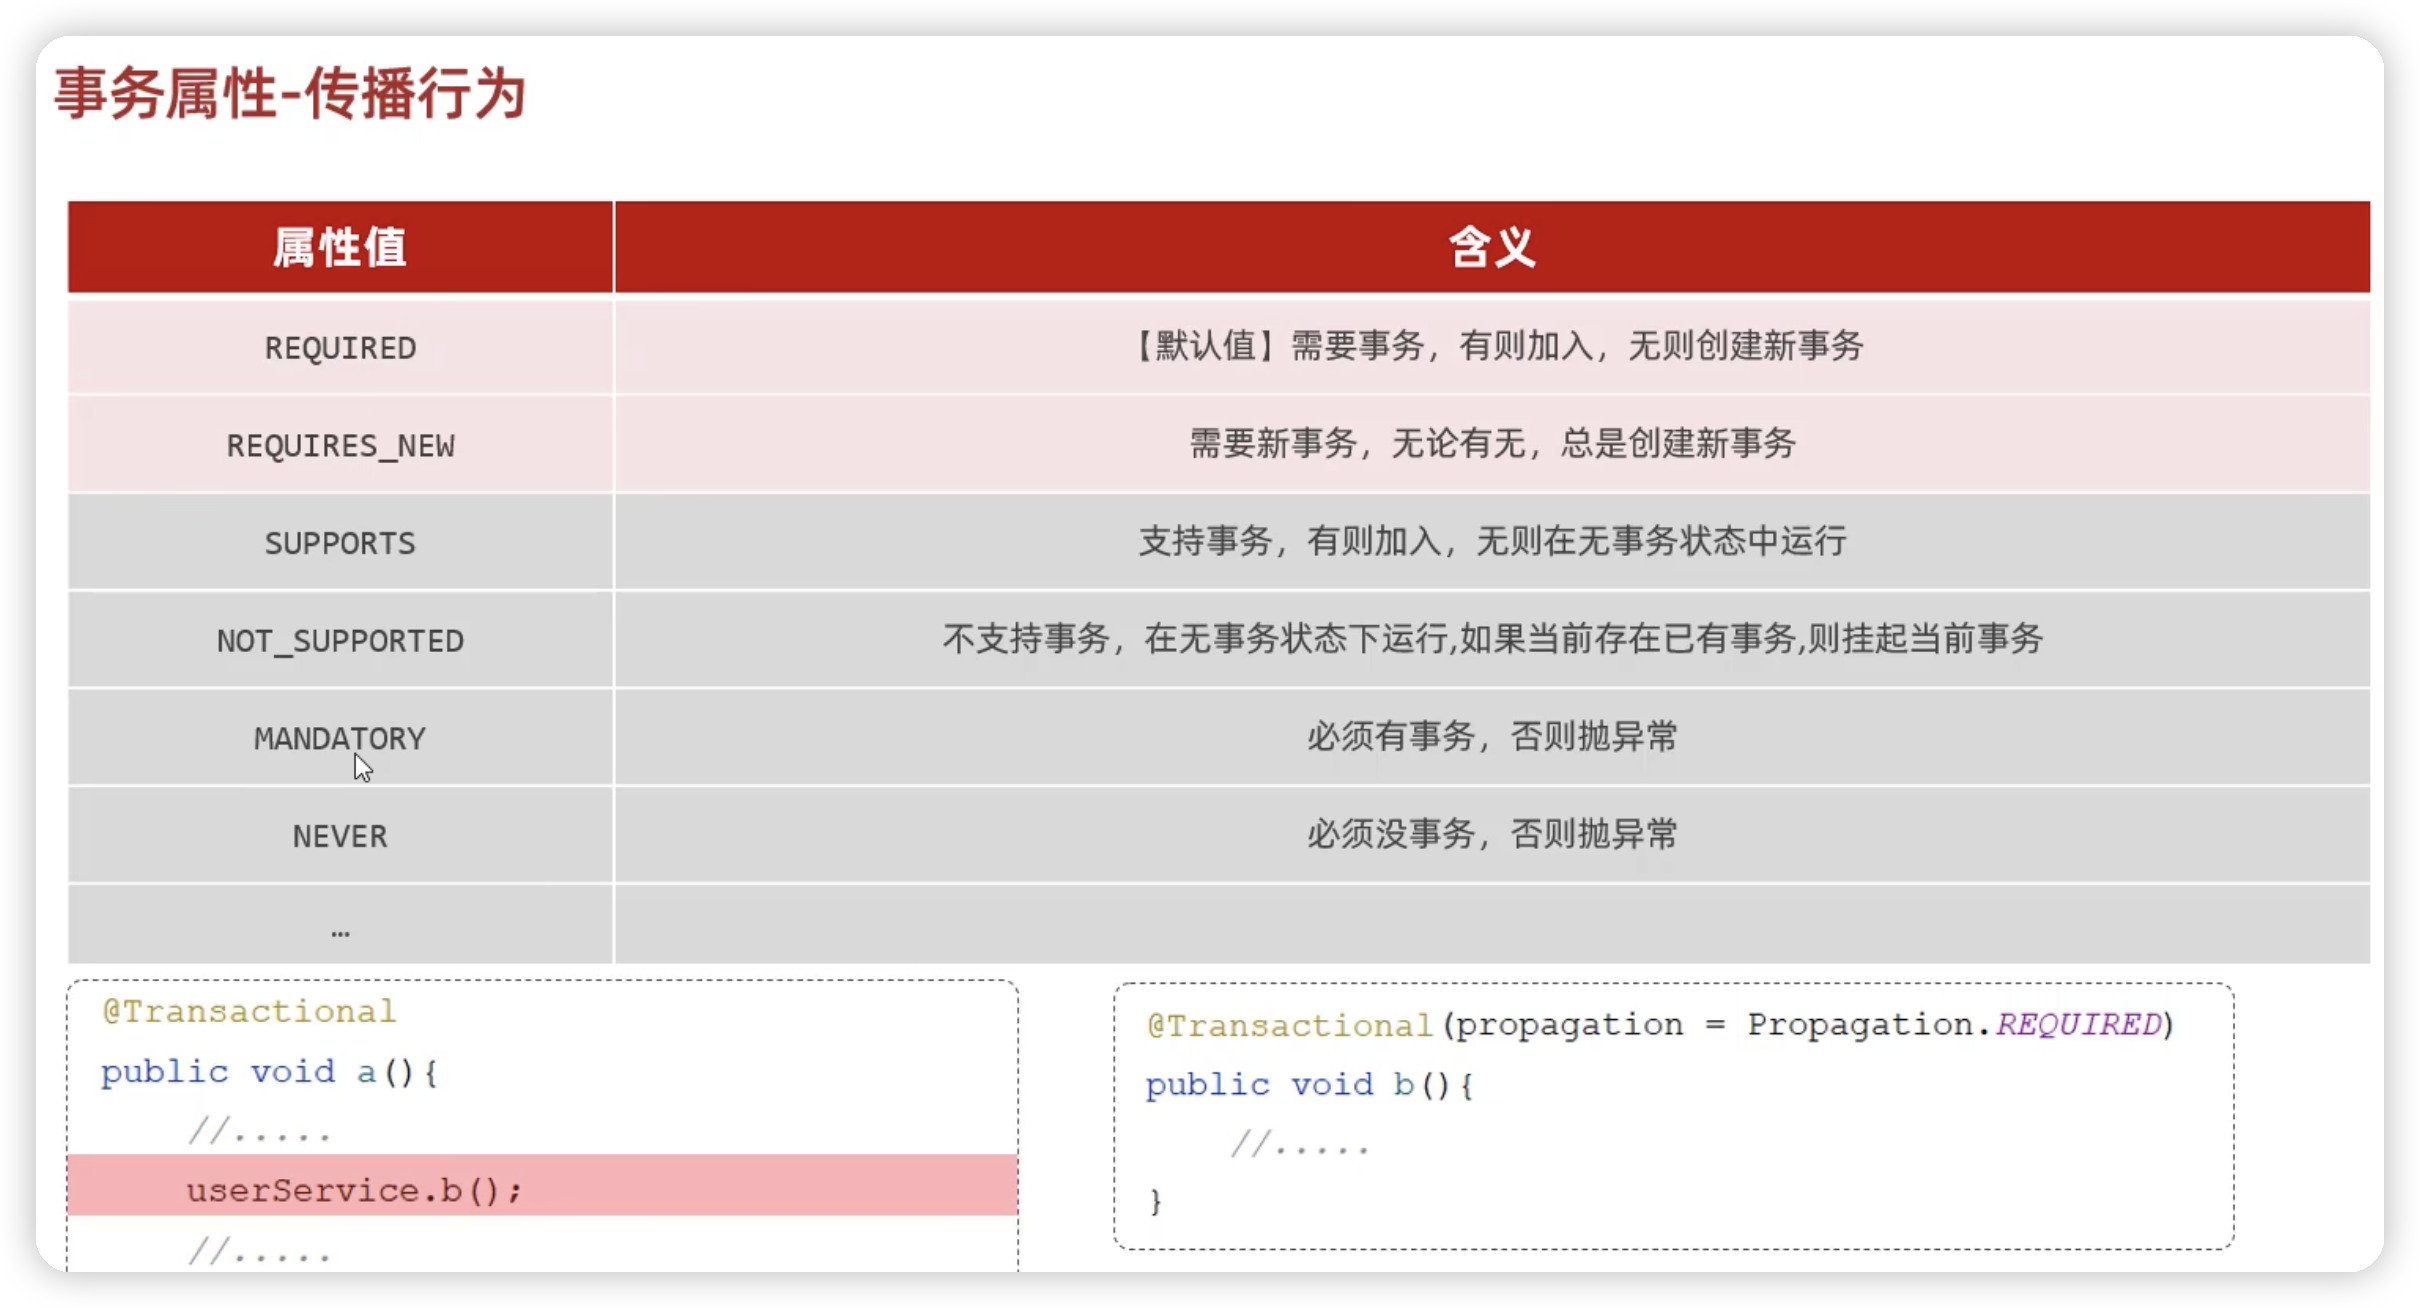 事务属性-传播行为
属性值 含义
REQUIRED 【默认值】需要事务，有则加入，无则创建新事务
REQUIRES_NEW 需要新事务，无论有无，总是创建新事务
SUPPORTS 支持事务，有则加入，无则在无事务状态中运行
NOT_SUPPORTED 不支持事务，在无事务状态下运行,如果当前存在已有事务,则挂起当前事务
MANDATORY 必须有事务，否则抛异常
NEVER 必须没事务，否则抛异常
…
@Transactional
public void a(){
//.....
userService.b();
//.....
@Transactional(propagation = Propagation.REQUIRED)
public void b(){
//.....
}